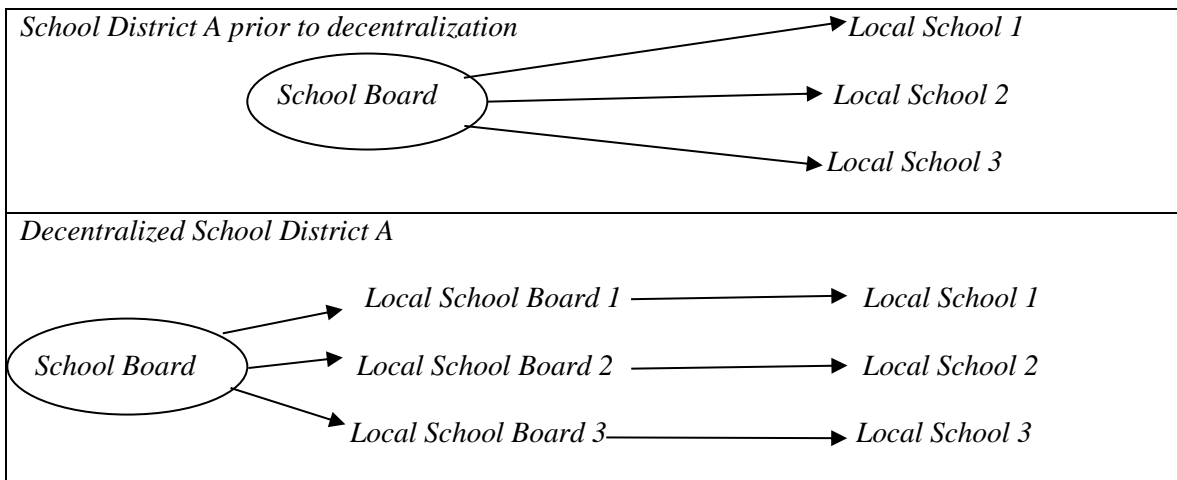 School District A prior to decentralization
Local School 1
School Board
Local School 2
Local School 3
Decentralized School District A
Local School Board 1
Local School 1
School Board
Local School Board 2
Local School 2
Local School Board 3
Local School 3